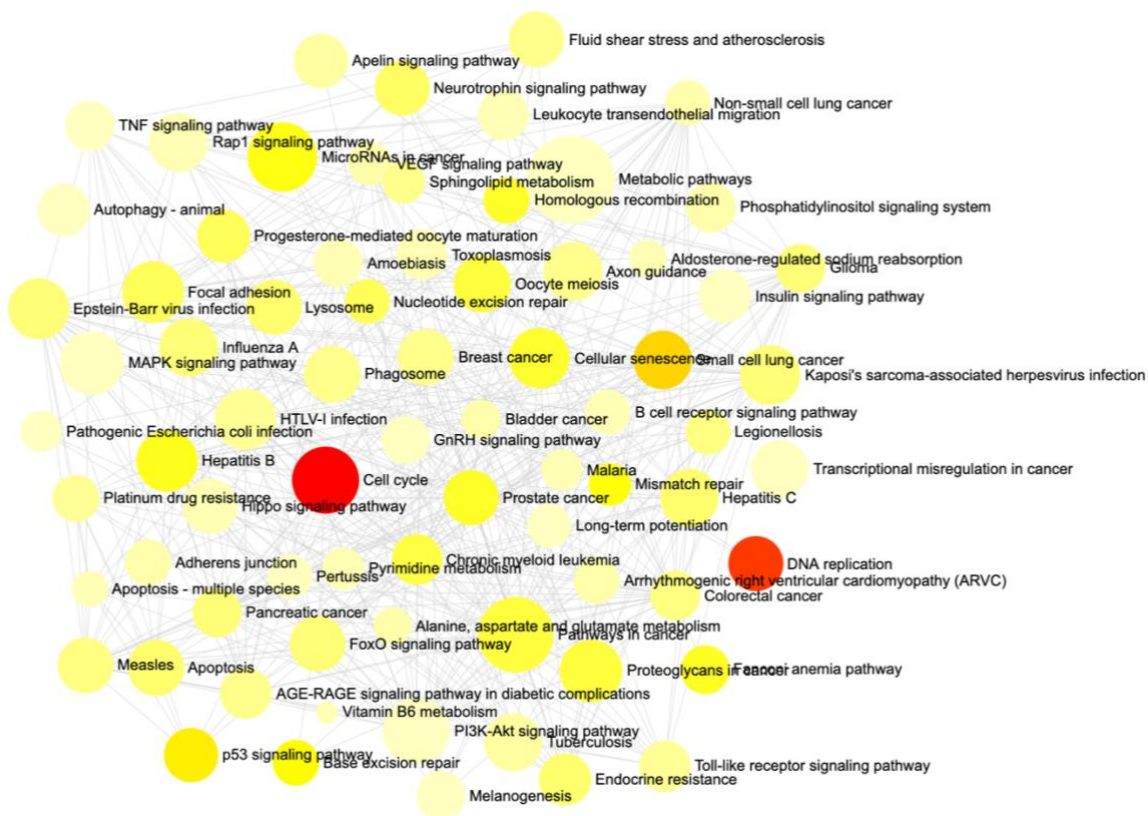 Fluid shear stress and atherosclerosis
Apelin signaling pathway
Neurotrophin signaling pathway
Non-small cell lung cancer
Leukocyte transendothelial migration
TNF signaling pathway
Rap1 signaling pathway
MicroRNAs in cancer
VEGF signaling pathway
Sphingolipid metabolism
Metabolic pathways
Homologous recombination
Phosphatidylinositol signaling system
Autophagy - animal
Progesterone-mediated oocyte maturation
Toxoplasmosis
Amoebiasis
Aldosterone-regulated sodium reabsorption
Glioma
Axon guidance
Oocyte meiosis
Focal adhesion
Insulin signaling pathway
Nucleotide excision repair
Lysosome
Epstein-Barr virus infection
Influenza A
Breast cancer
Cellular senescence
Small cell lung cancer
MAPK signaling pathway
Phagosome
Kaposi's sarcoma-associated herpesvirus infection
HTLV-I infection
Bladder cancer
B cell receptor signaling pathway
Pathogenic Escherichia coli infection
GnRH signaling pathway
Legionellosis
Hepatitis B
Transcriptional misregulation in cancer
Malaria
Cell cycle
Mismatch repair
Platinum drug resistance
Prostate cancer
Hepatitis C
Hippo signaling pathway
Long-term potentiation
Adherens junction
Chronic myeloid leukemia
DNA replication
Pyrimidine metabolism
Pertussis
Arrhythmogenic right ventricular cardiomyopathy (ARVC)
Apoptosis - multiple species
Colorectal cancer
Pancreatic cancer
Alanine, aspartate and glutamate metabolism
Pathways in cancer
FoxO signaling pathway
Measles
Apoptosis
Proteoglycans in cancer
Fanconi anemia pathway
AGE-RAGE signaling pathway in diabetic complications
Vitamin B6 metabolism
PI3K-Akt signaling pathway
Tuberculosis
p53 signaling pathway
Base excision repair
Toll-like receptor signaling pathway
Endocrine resistance
Melanogenesis